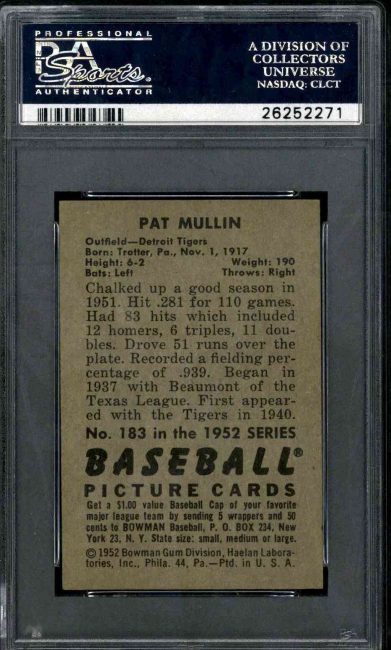 PROFESSIONAL
PSA
Sports
AUTHENTICATOR
A DIVISION OF
COLLECTORS
UNIVERSE
NASDAQ: CLCT
26252271
PAT MULLIN
Outfield—Detroit Tigers
Born: Trotter, Pa., Nov. 1, 1917
Height: 6-2 Weight: 190
Bats: Left Throws: Right
Chalked up a good season in
1951. Hit .281 for 110 games.
Had 83 hits which included
12 homers, 6 triples, 11 dou-
bles. Drove 51 runs over the
plate. Recorded a fielding per-
centage of .939. Began in
1937 with Beaumont of the
Texas League. First appear-
ed with the Tigers in 1940.
No. 183 in the 1952 SERIES
BASEBALL®
PICTURE CARDS
Get a $1.00 value Baseball Cap of your favorite
major league team by sending 5 wrappers and 50
cents to BOWMAN Baseball, P. O. BOX 234, New
York 23, N. Y. State size: small, medium or large.
©1952 Bowman Gum Division, Haelan Labora-
tories, Inc., Phila. 44, Pa.—Ptd. in U. S. A.